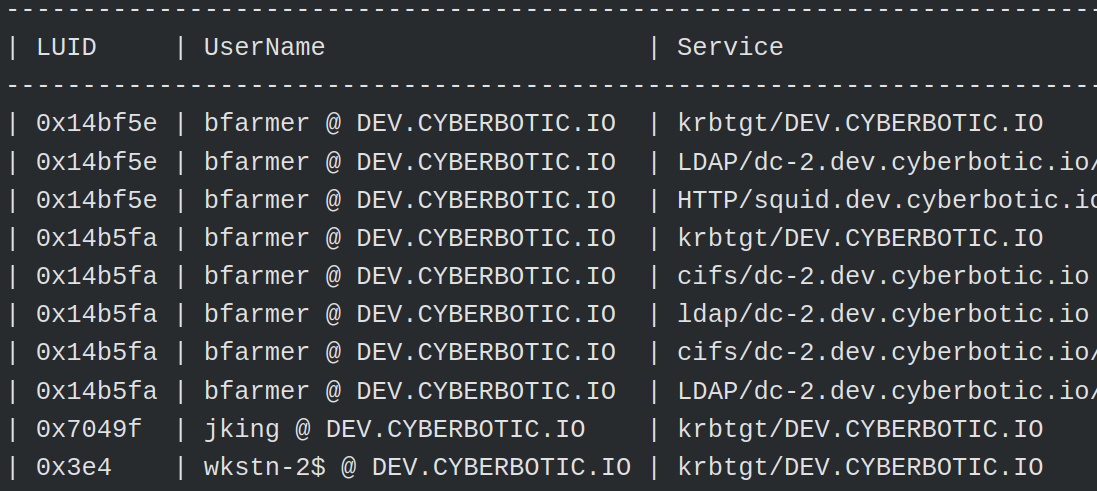 | LUID | UserName | Service
| 0x14bf5e | bfarmer @ DEV.CYBERBOTIC.IO | krbtgt/DEV.CYBERBOTIC.IO
| 0x14bf5e | bfarmer @ DEV.CYBERBOTIC.IO | LDAP/dc-2.dev.cyberbotic.io/
| 0x14bf5e | bfarmer @ DEV.CYBERBOTIC.IO | HTTP/squid.dev.cyberbotic.io
| 0x14b5fa | bfarmer @ DEV.CYBERBOTIC.IO | krbtgt/DEV.CYBERBOTIC.IO
| 0x14b5fa | bfarmer @ DEV.CYBERBOTIC.IO | cifs/dc-2.dev.cyberbotic.io
| 0x14b5fa | bfarmer @ DEV.CYBERBOTIC.IO | ldap/dc-2.dev.cyberbotic.io
| 0x14b5fa | bfarmer @ DEV.CYBERBOTIC.IO | cifs/dc-2.dev.cyberbotic.io/
| 0x14b5fa | bfarmer @ DEV.CYBERBOTIC.IO | LDAP/dc-2.dev.cyberbotic.io/
| 0x7049f | jking @ DEV.CYBERBOTIC.IO | krbtgt/DEV.CYBERBOTIC.IO
| 0x3e4 | wkstn-2$ @ DEV.CYBERBOTIC.IO | krbtgt/DEV.CYBERBOTIC.IO